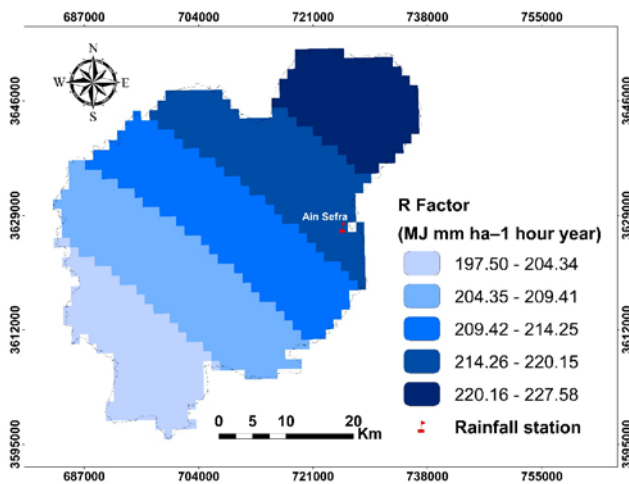 687000 704000 721000 738000 755000
N
W E
S
3646000 3646000
3629000 3629000
3612000 3612000
3595000 3595000
Ain Sefra
R Factor
(MJ mm ha–1 hour year)
197.50 - 204.34
204.35 - 209.41
209.42 - 214.25
214.26 - 220.15
220.16 - 227.58
Rainfall station
0 5 10 20
Km
687000 704000 721000 738000 755000